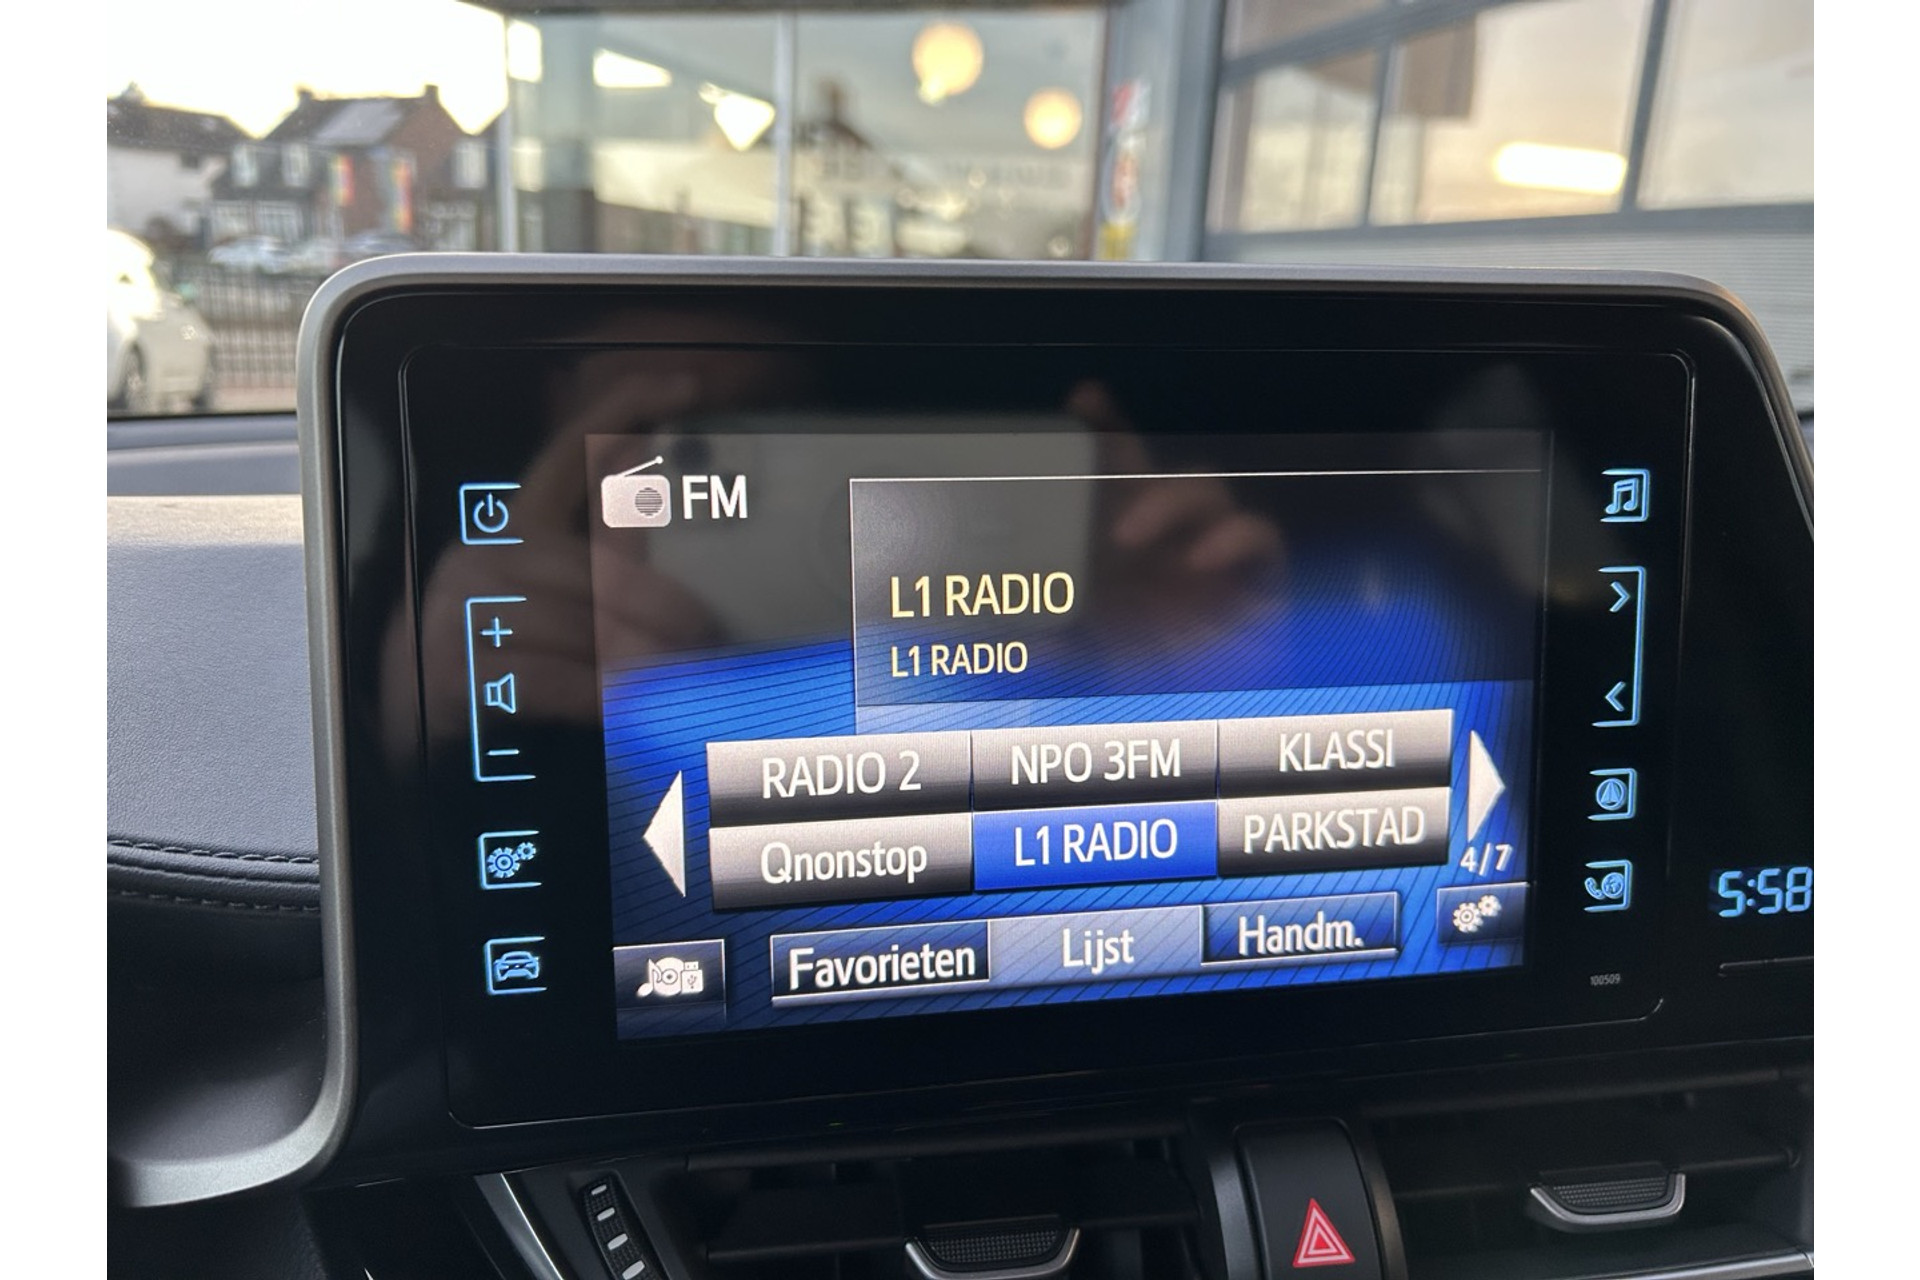 FM
L1 RADIO
L1 RADIO
RADIO 2 NPO 3FM KLASSI
Qnonstop L1 RADIO PARKSTAD
4/7
Favorieten Lijst Handm.
5:58
100509